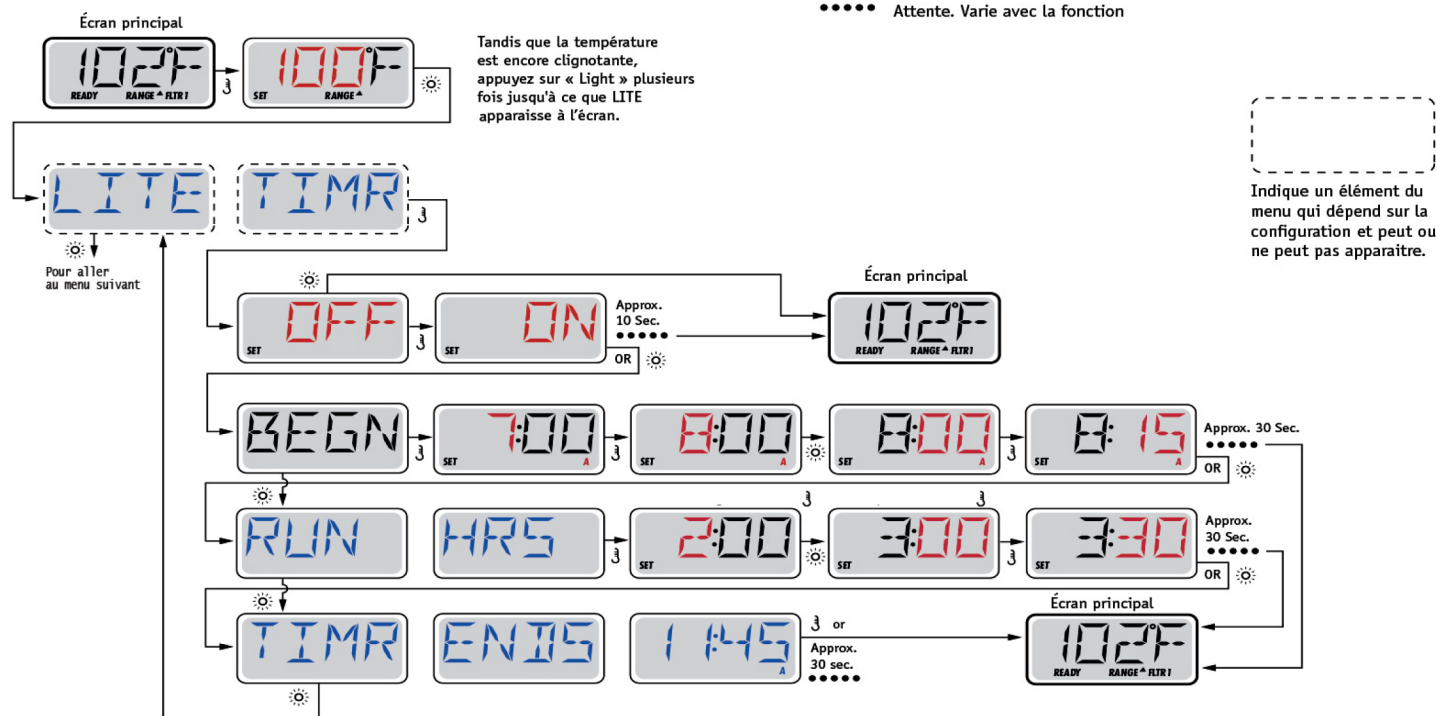 Attente. Varie avec la fonction
Écran principal
102°F
READY RANGE FLTR1
100°F
SET RANGE
Tandis que la température
est encore clignotante,
appuyez sur « Light » plusieurs
fois jusqu'à ce que LITE
apparaisse à l'écran.
Indique un élément du
menu qui dépend sur la
configuration et peut ou
ne peut pas apparaitre.
LITE
TIMR
Pour aller
au menu suivant
OFF
SET
ON
SET
Approx.
10 Sec.
OR
Écran principal
102°F
READY RANGE FLTR1
BEGN
7:00
SET A
8:00
SET A
8:00
SET A
8:15
SET A
Approx. 30 Sec.
OR
RUN
HRS
2:00
SET
3:00
SET
3:30
SET
Approx.
30 Sec.
OR
TIMR
ENDS
11:45
A
or
Approx.
30 sec.
Écran principal
102°F
READY RANGE FLTR1